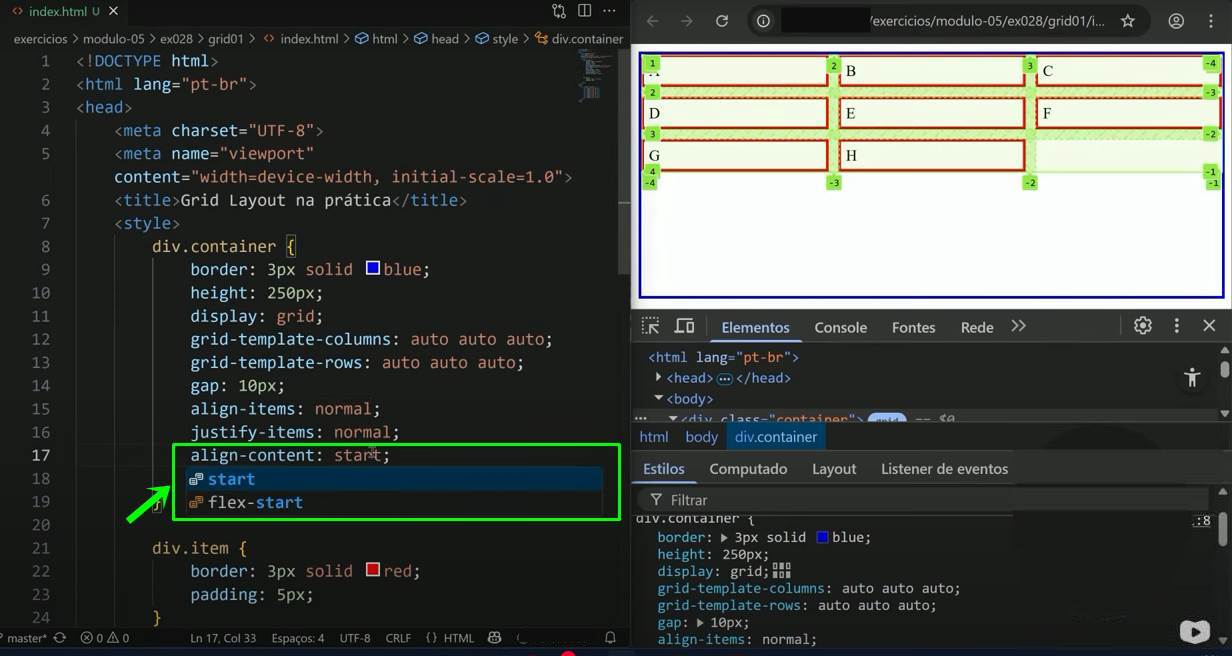 index.html U
exercicios > modulo-05 > ex028 > grid01 > index.html > html > head > style > div.container
1 <!DOCTYPE html>
2 <html lang="pt-br">
3 <head>
4 <meta charset="UTF-8">
5 <meta name="viewport"
content="width=device-width, initial-scale=1.0">
6 <title>Grid Layout na prática</title>
7 <style>
8 div.container {
9 border: 3px solid blue;
10 height: 250px;
11 display: grid;
12 grid-template-columns: auto auto auto;
13 grid-template-rows: auto auto auto;
14 gap: 10px;
15 align-items: normal;
16 justify-items: normal;
17 align-content: start;
18 start
19 flex-start
}
20
21 div.item {
22 border: 3px solid red;
23 padding: 5px;
24 }
master* 0 0 Ln 17, Col 33 Espaços: 4 UTF-8 CRLF {} HTML
/exercicios/modulo-05/ex028/grid01/i...
1 2 3 -4
B C
2 -3
D E F
3 -2
G H
4 -1
-4 -3 -2 -1
Elementos Console Fontes Rede
<html lang="pt-br">
<head> ... </head>
<body>
<div class="container"> grid == $0
html body div.container
Estilos Computado Layout Listener de eventos
Filtrar
div.container { :8
border: 3px solid blue;
height: 250px;
display: grid;
grid-template-columns: auto auto auto;
grid-template-rows: auto auto auto;
gap: 10px;
align-items: normal;